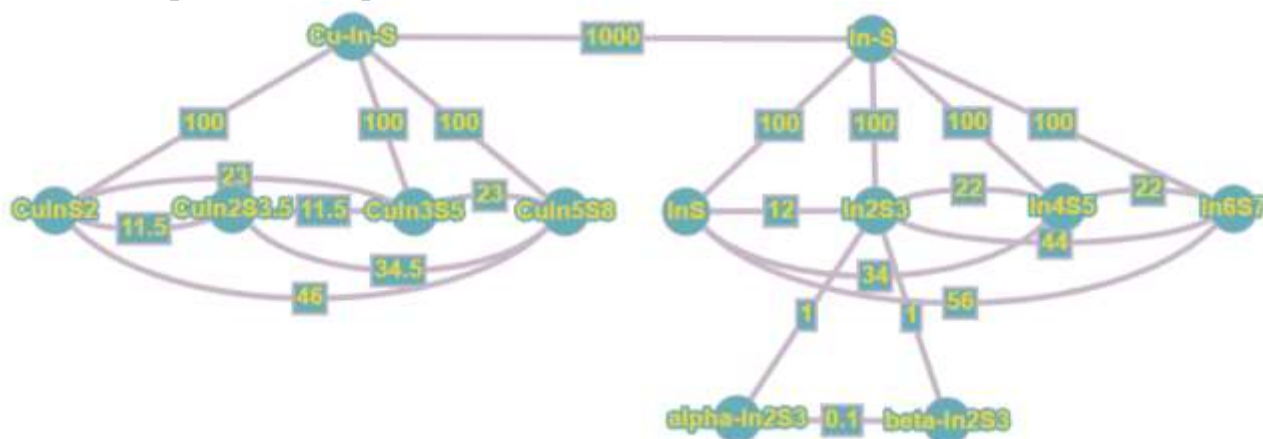 Cu-In-S 1000 In-S
100 100 100 100 100 100 100
23 23 22 22
CuInS2 11.5 CuIn2S3.5 11.5 CuIn3S5 CuIn5S8 InS 12 In2S3 In4S5 In6S7
34.5 44
46 34 56
1 1
alpha-In2S3 0.1 beta-In2S3